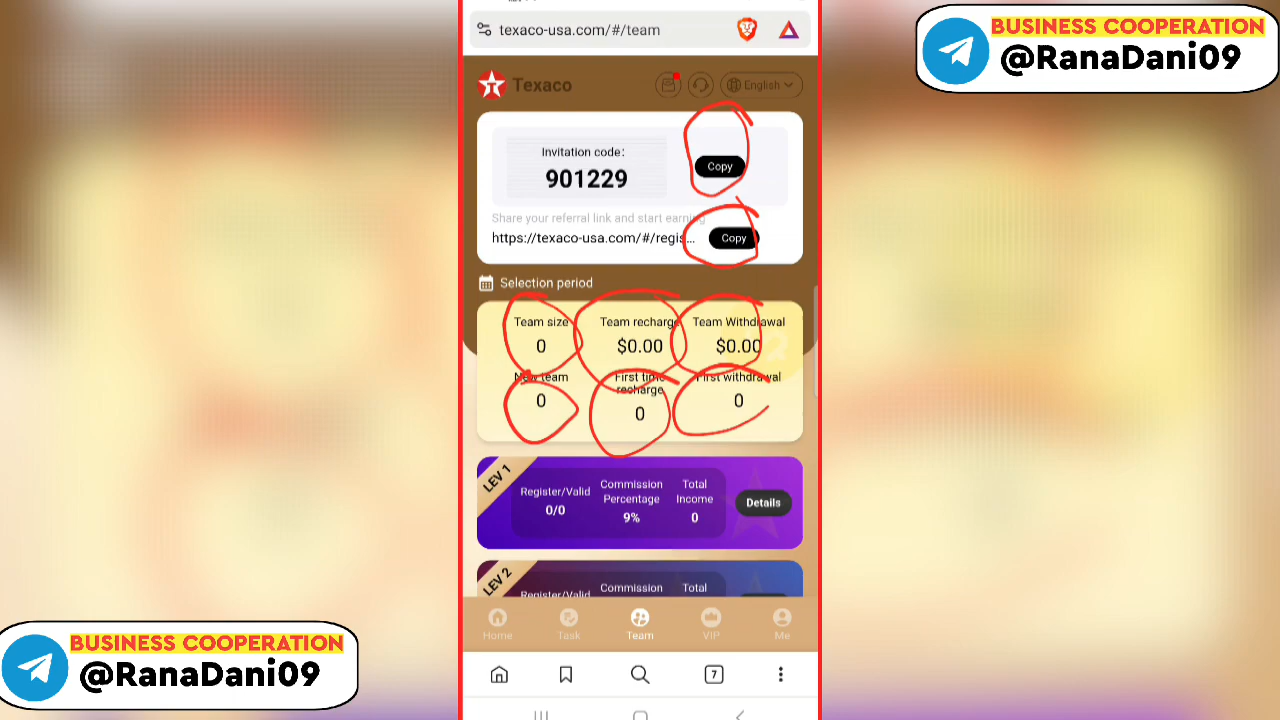 texaco-usa.com/#/team
BUSINESS COOPERATION
@RanaDani09
Texaco
English
Invitation code:
901229
Copy
Share your referral link and start earning
https://texaco-usa.com/#/regis...
Copy
Selection period
Team size
0
Team recharge
$0.00
Team Withdrawal
$0.00
New team
0
First time
recharge
0
First withdrawal
0
LEV 1
Register/Valid
0/0
Commission
Percentage
9%
Total
Income
0
Details
LEV 2
Register/Valid
Commission
Total
Home
Task
Team
VIP
Me
7
BUSINESS COOPERATION
@RanaDani09